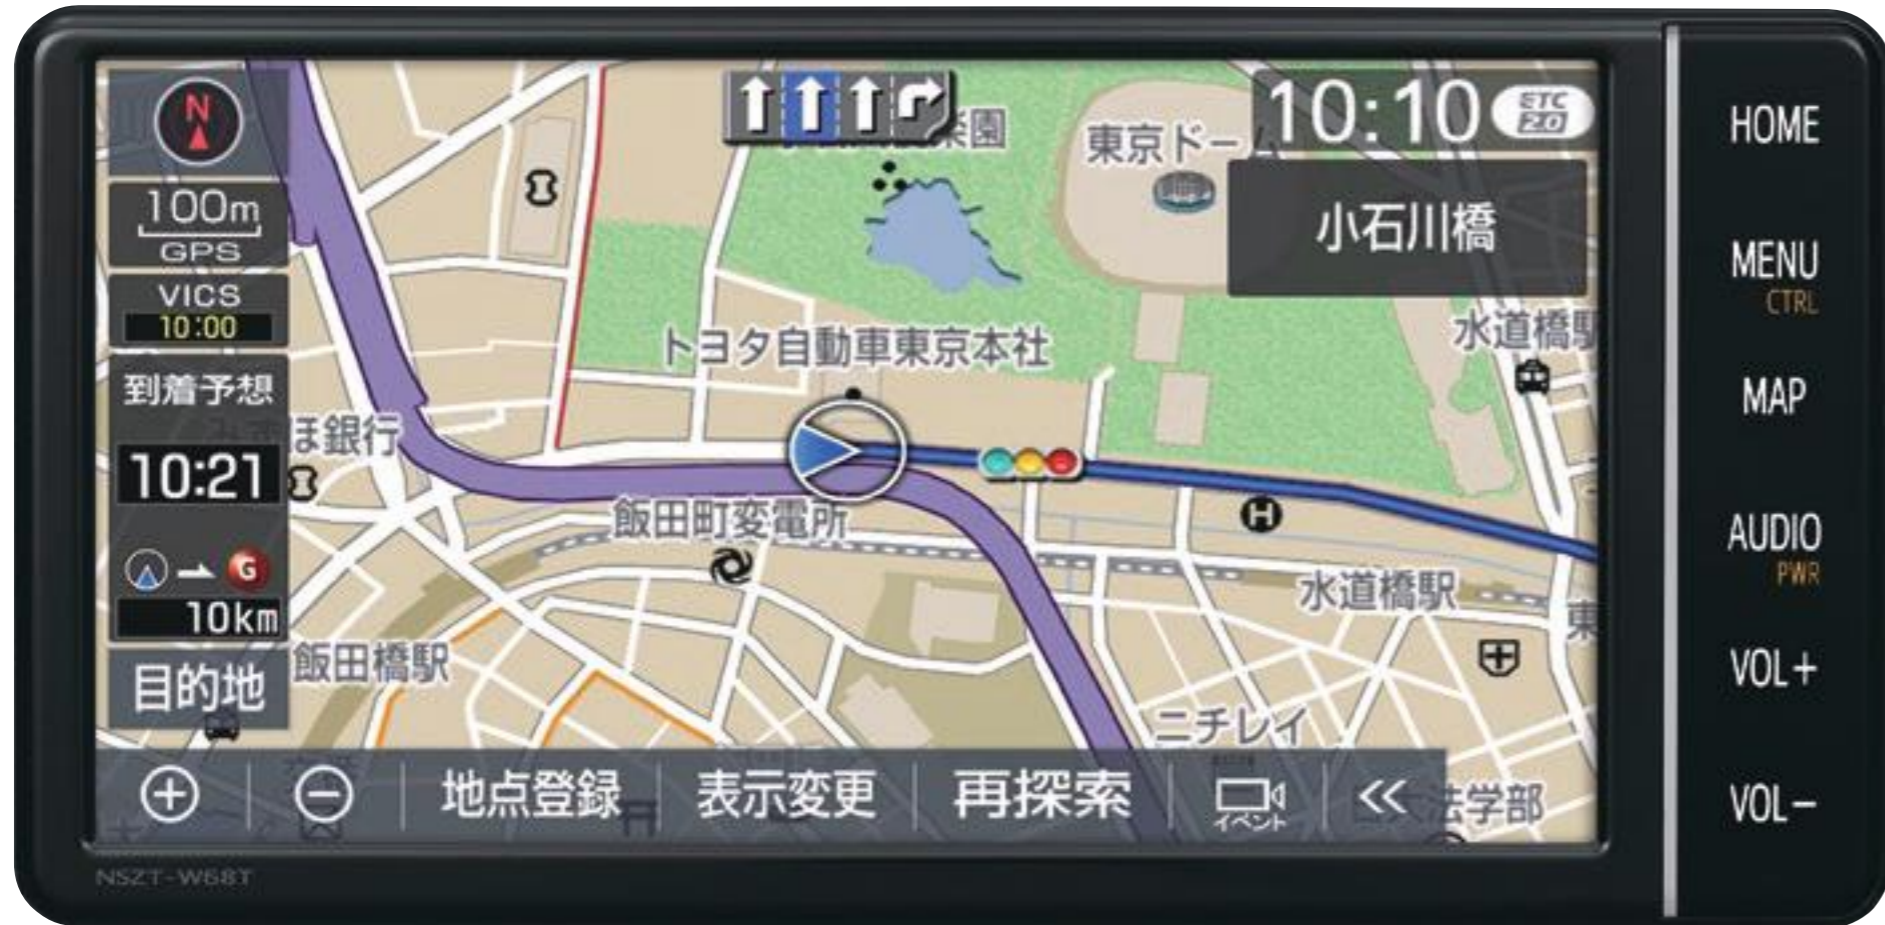 N
100m
GPS
VICS
10:00
到着予想
10:21
G
10km
目的地
楽園
東京ドーム
10:10
ETC
2.0
小石川橋
水道橋駅
トヨタ自動車東京本社
ほ銀行
飯田町変電所
H
水道橋駅
東
飯田橋駅
ニチレイ
法学部
地点登録
表示変更
再探索
イベント
<<
NSZT-W68T
HOME
MENU
CTRL
MAP
AUDIO
PWR
VOL+
VOL−